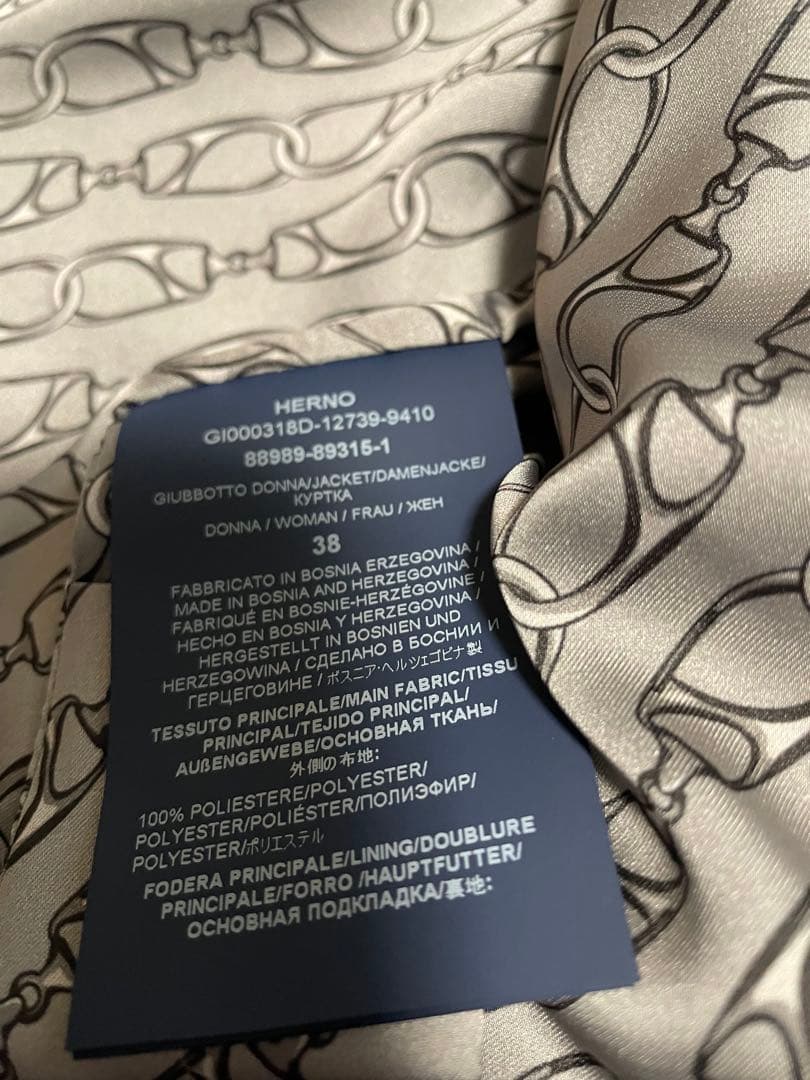 HERNO
GI000318D-12739-9410
88989-89315-1
GIUBBOTTO DONNA/JACKET/DAMENJACKE/
КУРТКА
DONNA / WOMAN / FRAU / ЖЕН
38
FABBRICATO IN BOSNIA ERZEGOVINA /
MADE IN BOSNIA AND HERZEGOVINA /
FABRIQUÉ EN BOSNIE-HERZÉGOVINE /
HECHO EN BOSNIA Y HERZEGOVINA /
HERGESTELLT IN BOSNIEN UND
HERZEGOWINA / СДЕЛАНО В БОСНИИ И
ГЕРЦЕГОВИНЕ / ボスニア・ヘルツェゴビナ製
TESSUTO PRINCIPALE/MAIN FABRIC/TISSU
PRINCIPAL/TEJIDO PRINCIPAL/
AUßENGEWEBE/ОСНОВНАЯ ТКАНЬ/
外側の布地:
100% POLIESTERE/POLYESTER/
POLYESTER/POLIÉSTER/ПОЛИЭФИР/
POLYESTER/ポリエステル
FODERA PRINCIPALE/LINING/DOUBLURE
PRINCIPALE/FORRO /HAUPTFUTTER/
ОСНОВНАЯ ПОДКЛАДКА/裏地: